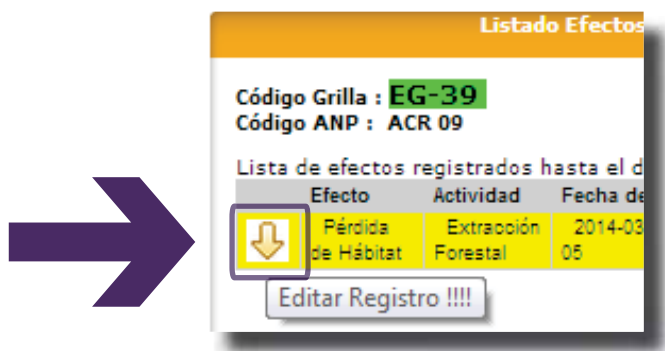 Listado Efectos
Código Grilla : EG-39
Código ANP : ACR 09
Lista de efectos registrados hasta el d
Efecto Actividad Fecha de
Pérdida Extracción 2014-03
de Hábitat Forestal 05
Editar Registro !!!!